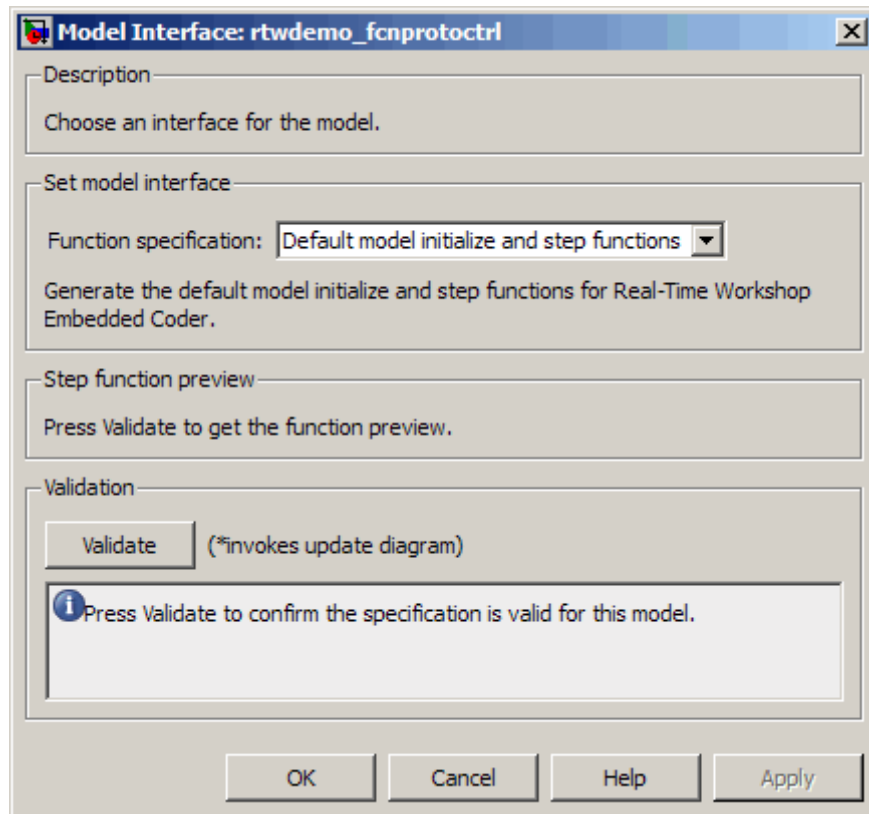 Model Interface: rtwdemo_fcnprotoctrl
Description
Choose an interface for the model.
Set model interface
Function specification: Default model initialize and step functions
Generate the default model initialize and step functions for Real-Time Workshop
Embedded Coder.
Step function preview
Press Validate to get the function preview.
Validation
Validate (*invokes update diagram)
Press Validate to confirm the specification is valid for this model.
OK Cancel Help Apply